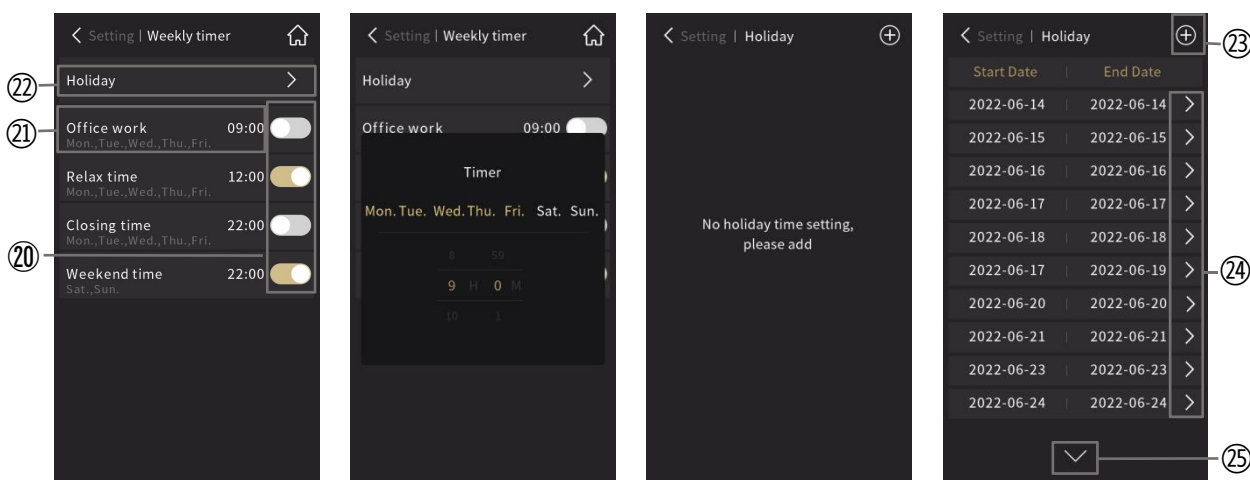 Setting | Weekly timer
㉒
Holiday
㉑
Office work 09:00
Mon.,Tue.,Wed.,Thu.,Fri.
Relax time 12:00
Mon.,Tue.,Wed.,Thu.,Fri.
Closing time 22:00
Mon.,Tue.,Wed.,Thu.,Fri.
⑳
Weekend time 22:00
Sat.,Sun.
Setting | Weekly timer
Holiday
Office work 09:00
Timer
Mon. Tue. Wed. Thu. Fri. Sat. Sun.
8 59
9 H 0 M
10 1
Setting | Holiday
No holiday time setting,
please add
Setting | Holiday
㉓
Start Date | End Date
2022-06-14 | 2022-06-14
2022-06-15 | 2022-06-15
2022-06-16 | 2022-06-16
2022-06-17 | 2022-06-17
2022-06-18 | 2022-06-18
2022-06-17 | 2022-06-19
㉔
2022-06-20 | 2022-06-20
2022-06-21 | 2022-06-21
2022-06-23 | 2022-06-23
2022-06-24 | 2022-06-24
㉕